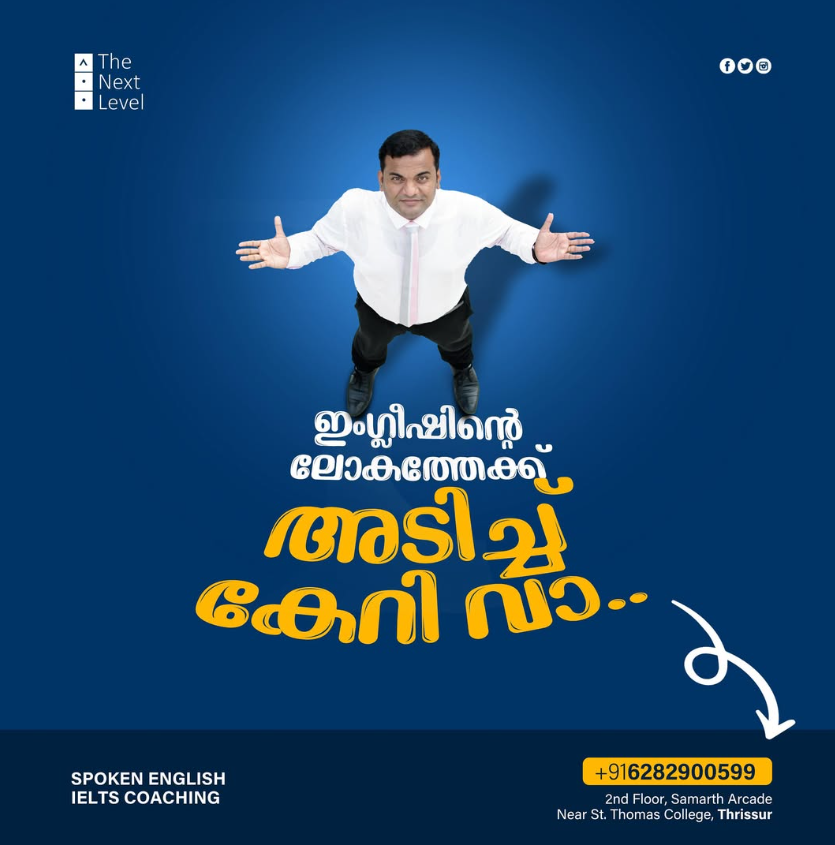 The
Next
Level
ഇംഗ്ലീഷിന്റെ
ലോകത്തേക്ക്
അടിച്ച്
കേറി വാ..
SPOKEN ENGLISH
IELTS COACHING
+916282900599
2nd Floor, Samarth Arcade
Near St. Thomas College, Thrissur